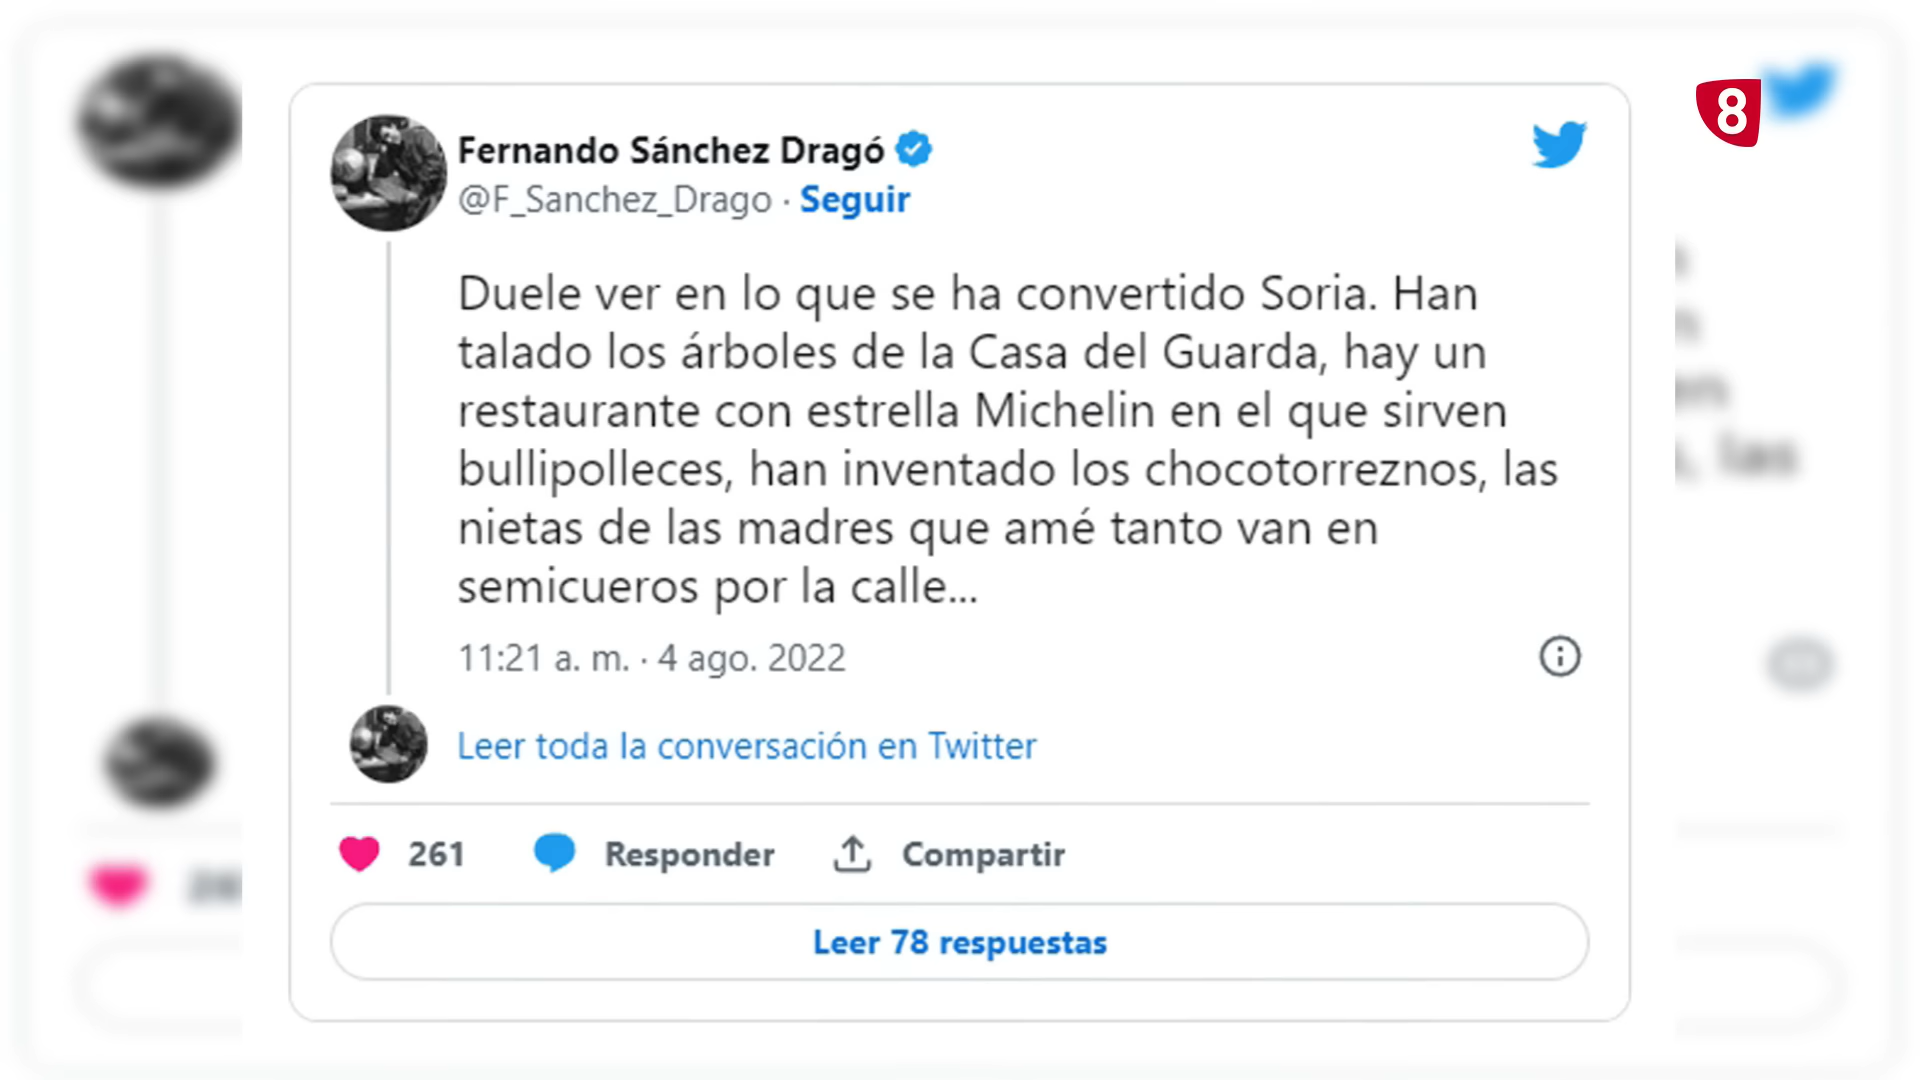 8
Fernando Sánchez Dragó
@F_Sanchez_Drago · Seguir
Duele ver en lo que se ha convertido Soria. Han
talado los árboles de la Casa del Guarda, hay un
restaurante con estrella Michelin en el que sirven
bullipolleces, han inventado los chocotorreznos, las
nietas de las madres que amé tanto van en
semicueros por la calle...
11:21 a. m. · 4 ago. 2022
Leer toda la conversación en Twitter
261 Responder Compartir
Leer 78 respuestas
las